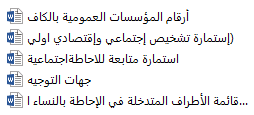 أرقام المؤسسات العمومية بالكاف
إستمارة تشخيص إجتماعي وإقتصادي اولي(
استمارة متابعة للاحاطةاجتماعية
جهات التوجيه
قائمة الأطراف المتدخلة في الإحاطة بالنساء ا...